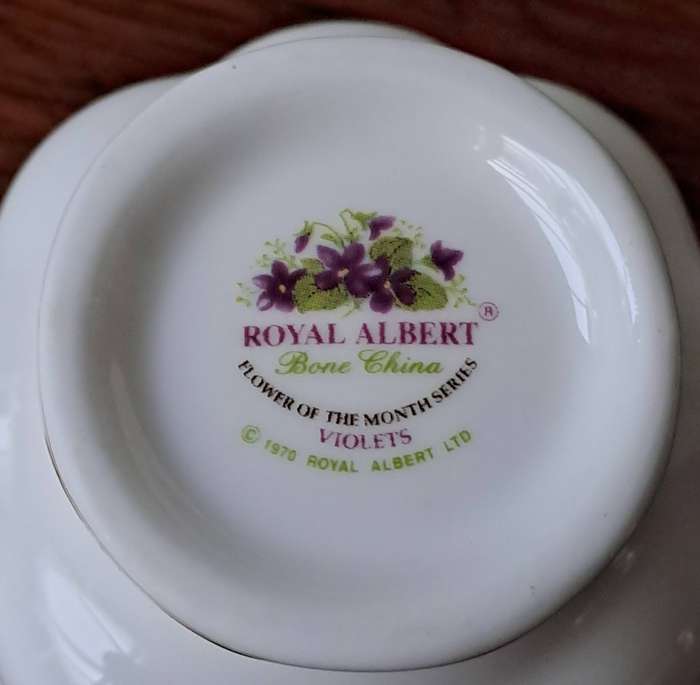 ROYAL ALBERT ®
Bone China
FLOWER OF THE MONTH SERIES
VIOLETS
© 1970 ROYAL ALBERT LTD